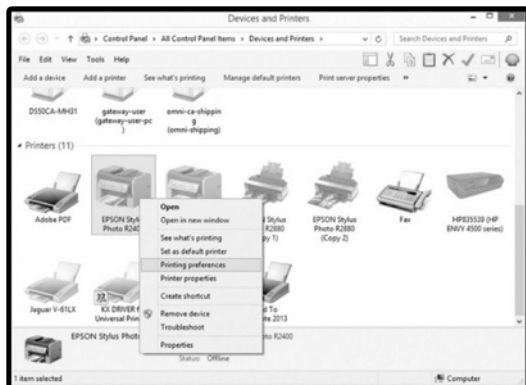 Devices and Printers
Control Panel ▸ All Control Panel Items ▸ Devices and Printers ▸
Search Devices and Printers
File Edit View Tools Help
Add a device Add a printer See what's printing Manage default printers Print server properties »
D550CA-MH31 gateway-user omni-ca-shippin
(gateway-user-pc g
) (omni-shipping)
Printers (11)
Adobe PDF EPSON Stylus Stylus EPSON Stylus Fax HP835539 (HP
Photo R240 R2880 Photo R2880 ENVY 4500 series)
py 1) (Copy 2)
Open
Open in new window
See what's printing
Set as default printer
Printing preferences
Printer properties
Create shortcut
Remove device
Troubleshoot
Properties
Jaguar V-61LX KX DRIVER f d To
Universal Prin te 2013
EPSON Stylus Phot R2400
Status: Offline
1 item selected Computer